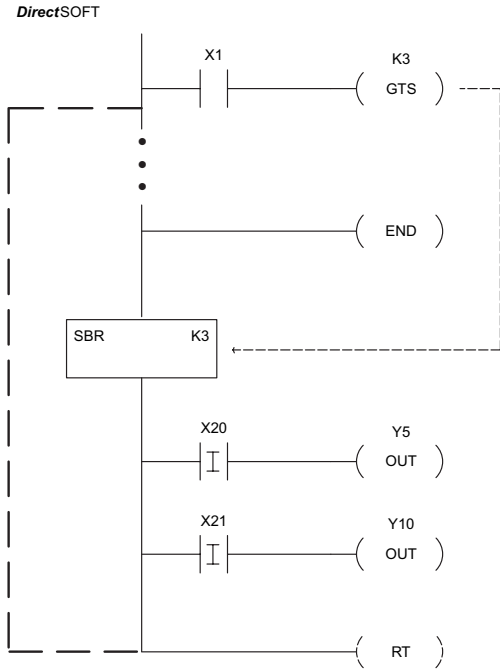 DirectSOFT
X1 K3
GTS
END
SBR K3
X20 Y5
I OUT
X21 Y10
I OUT
RT